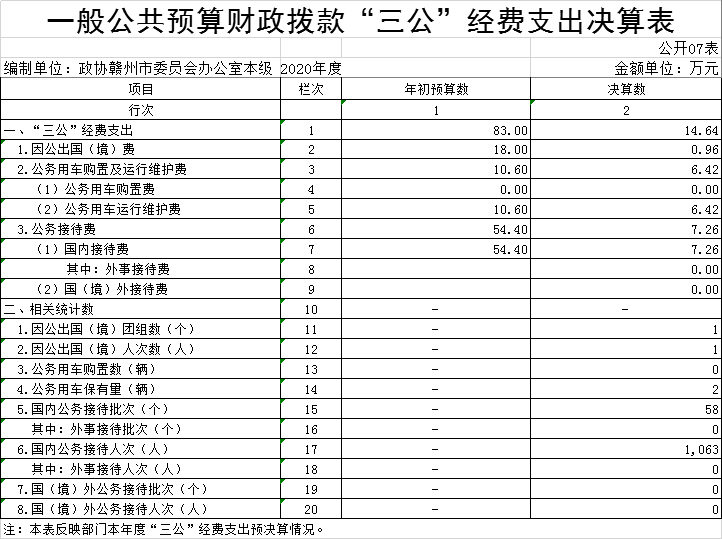 一般公共预算财政拨款“三公”经费支出决算表
公开07表
编制单位：政协赣州市委员会办公室本级 2020年度 金额单位：万元
项目 栏次 年初预算数 决算数
行次 1 2
一、“三公”经费支出 1 83.00 14.64
1.因公出国（境）费 2 18.00 0.96
2.公务用车购置及运行维护费 3 10.60 6.42
（1）公务用车购置费 4 0.00 0.00
（2）公务用车运行维护费 5 10.60 6.42
3.公务接待费 6 54.40 7.26
（1）国内接待费 7 54.40 7.26
其中：外事接待费 8 0.00
（2）国（境）外接待费 9 0.00
二、相关统计数 10 － －
1.因公出国（境）团组数（个） 11 － 1
2.因公出国（境）人次数（人） 12 － 1
3.公务用车购置数（辆） 13 － 0
4.公务用车保有量（辆） 14 － 2
5.国内公务接待批次（个） 15 － 58
其中：外事接待批次（个） 16 － 0
6.国内公务接待人次（人） 17 － 1,063
其中：外事接待人次（人） 18 － 0
7.国（境）外公务接待批次（个） 19 － 0
8.国（境）外公务接待人次（人） 20 － 0
注：本表反映部门本年度“三公”经费支出预决算情况。